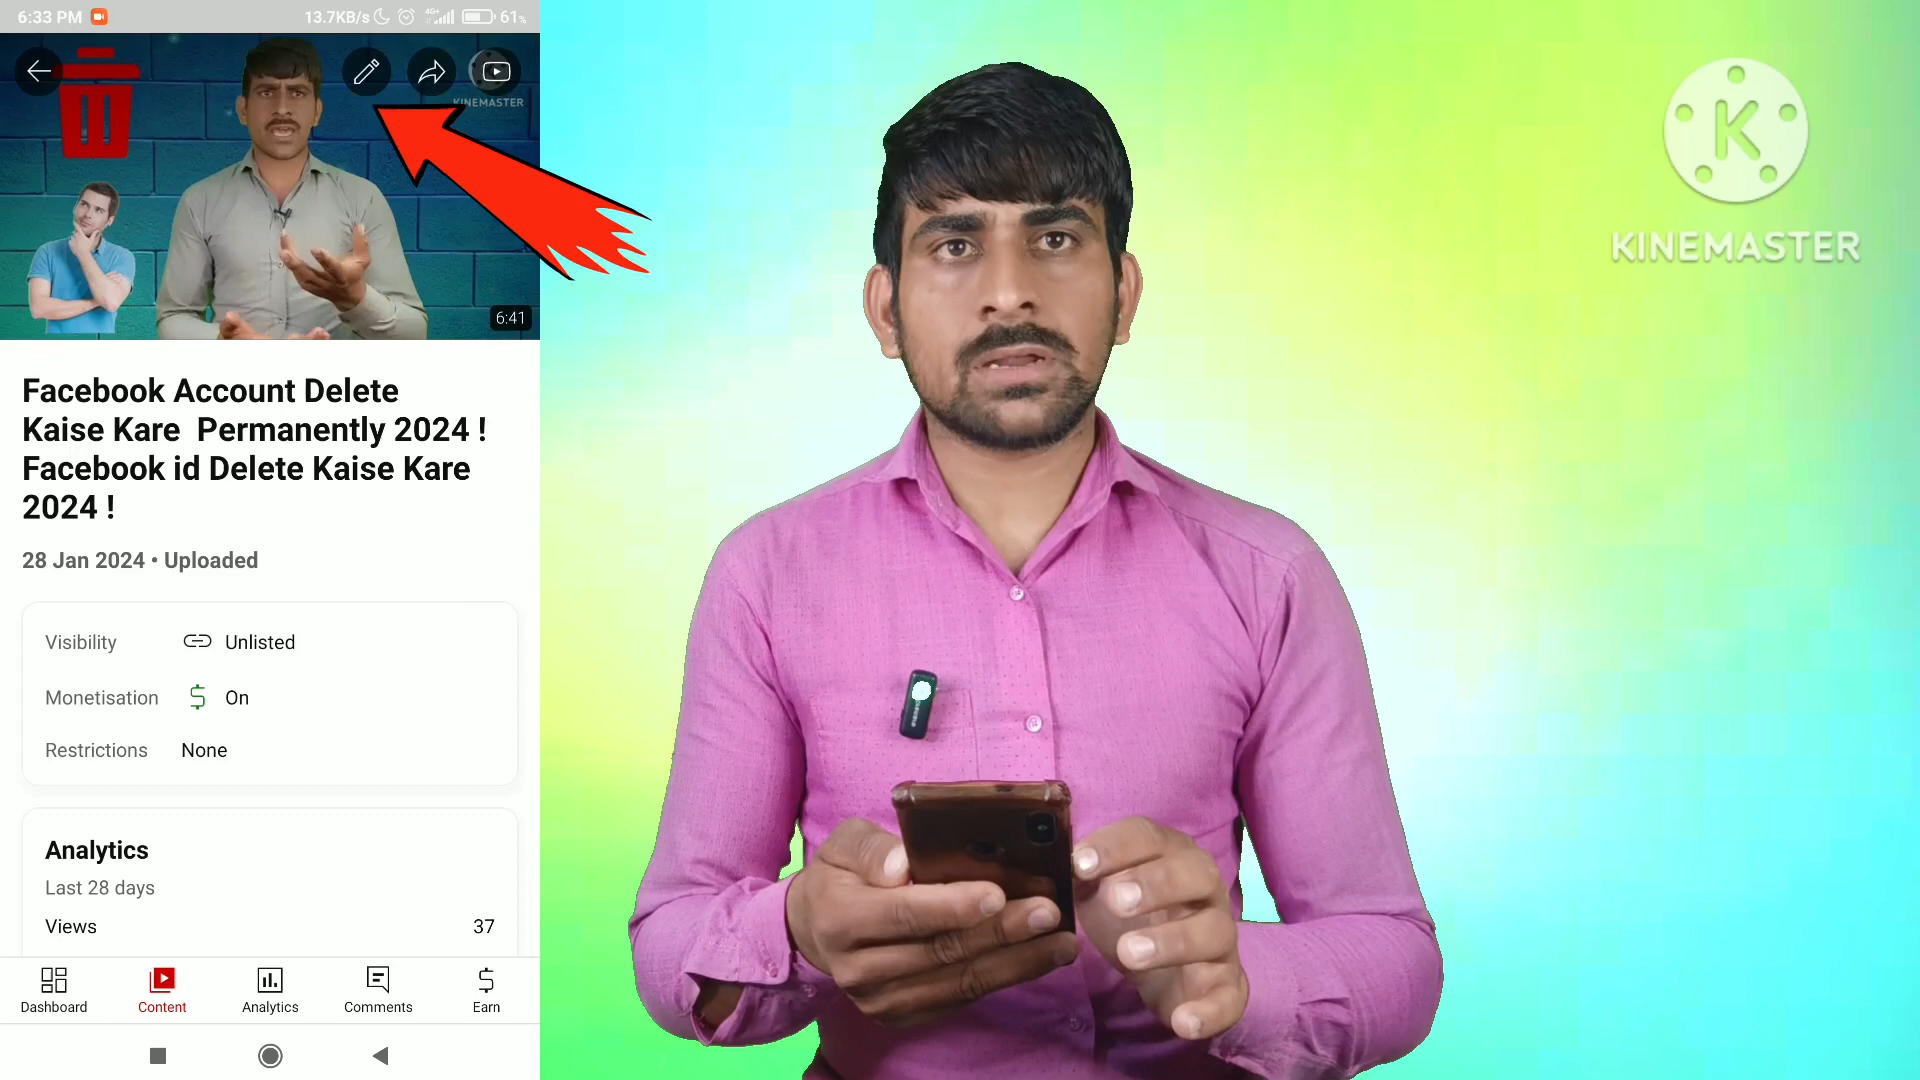 6:33 PM
13.7KB/s
4G+
61%
KINEMASTER
6:41
Facebook Account Delete
Kaise Kare Permanently 2024 !
Facebook id Delete Kaise Kare
2024 !
28 Jan 2024 • Uploaded
Visibility Unlisted
Monetisation On
Restrictions None
Analytics
Last 28 days
Views 37
Dashboard Content Analytics Comments Earn
K
KINEMASTER